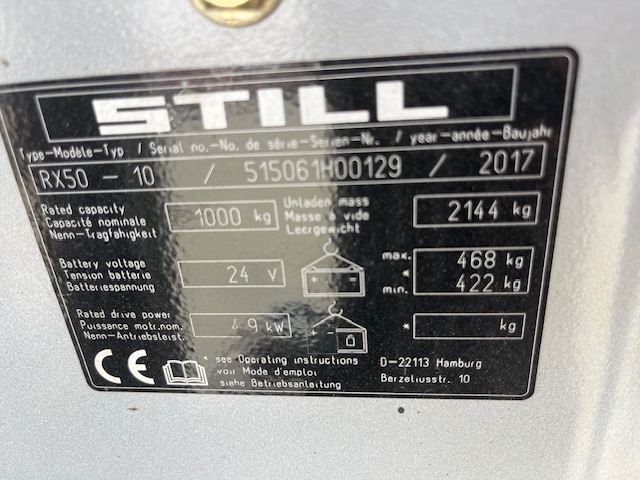 STILL
Type-Modèle-Typ / Serial no.-No. de série-Serien-Nr. / year-année-Baujahr
RX50 - 10 / 515061H00129 / 2017
Rated capacity
Capacité nominale
Nenn-Tragfähigkeit
1000 kg
Unladen mass
Masse à vide
Leergewicht
2144 kg
Battery voltage
Tension batterie
Batteriespannung
24 V
+ -
max. 468 kg
*
min. 422 kg
Rated drive power
Puissance motr.nom.
Nenn-Antriebsleist.
4.9 kW
* kg
CE
* see Operating instructions
voir Mode d'emploi
siehe Betriebsanleitung
D-22113 Hamburg
Berzeliusstr. 10